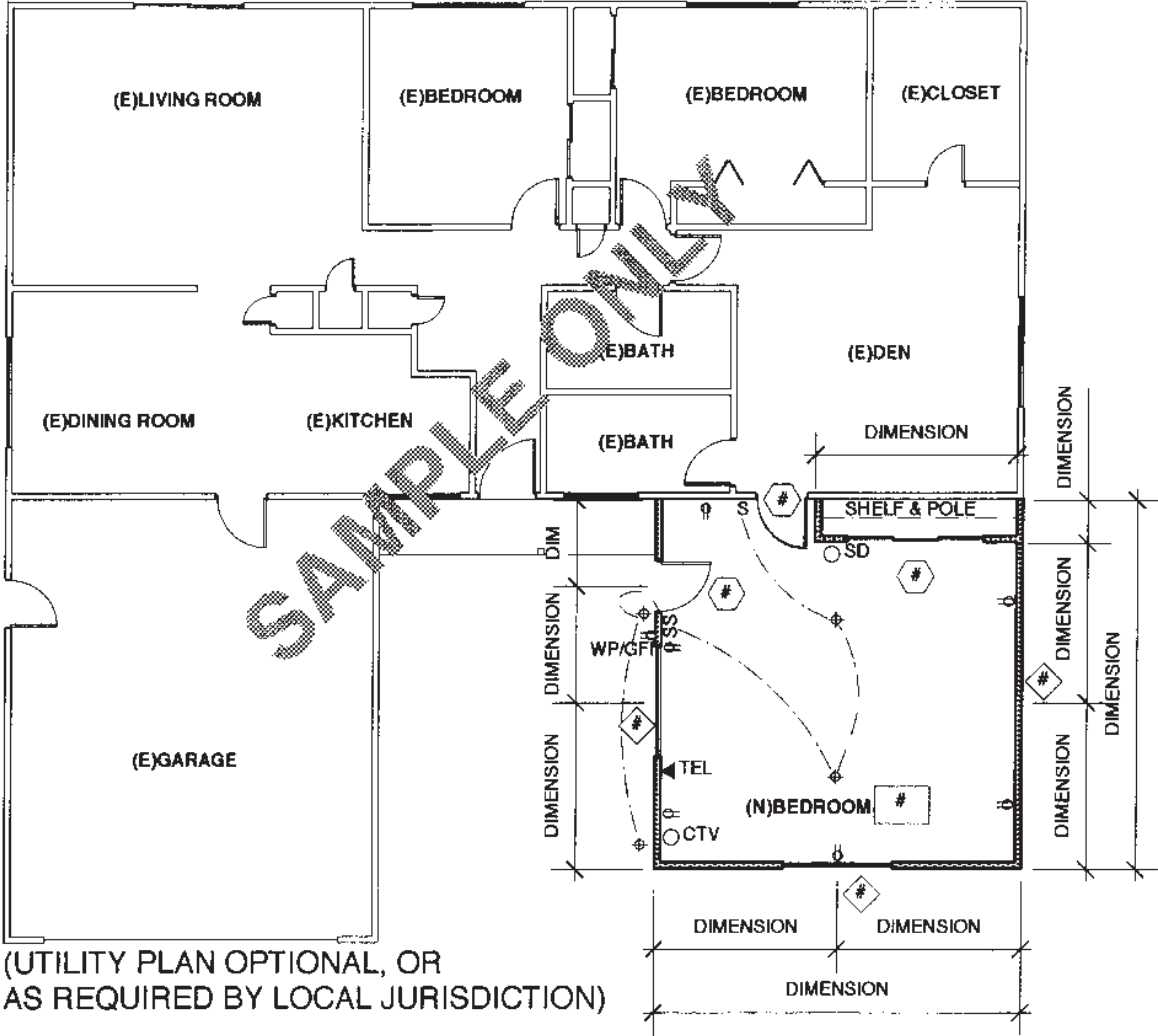 (E)LIVING ROOM
(E)BEDROOM
(E)BEDROOM
(E)CLOSET
SAMPLE ONLY
(E)BATH
(E)DEN
(E)DINING ROOM
(E)KITCHEN
(E)BATH
DIMENSION
DIMENSION
#
S
SHELF & POLE
DIM
SD
#
#
DIMENSION
DIMENSION
DIMENSION
WP/GFI
SS
#
#
(E)GARAGE
TEL
DIMENSION
DIMENSION
(N)BEDROOM
#
CTV
#
DIMENSION
DIMENSION
DIMENSION
(UTILITY PLAN OPTIONAL, OR
AS REQUIRED BY LOCAL JURISDICTION)